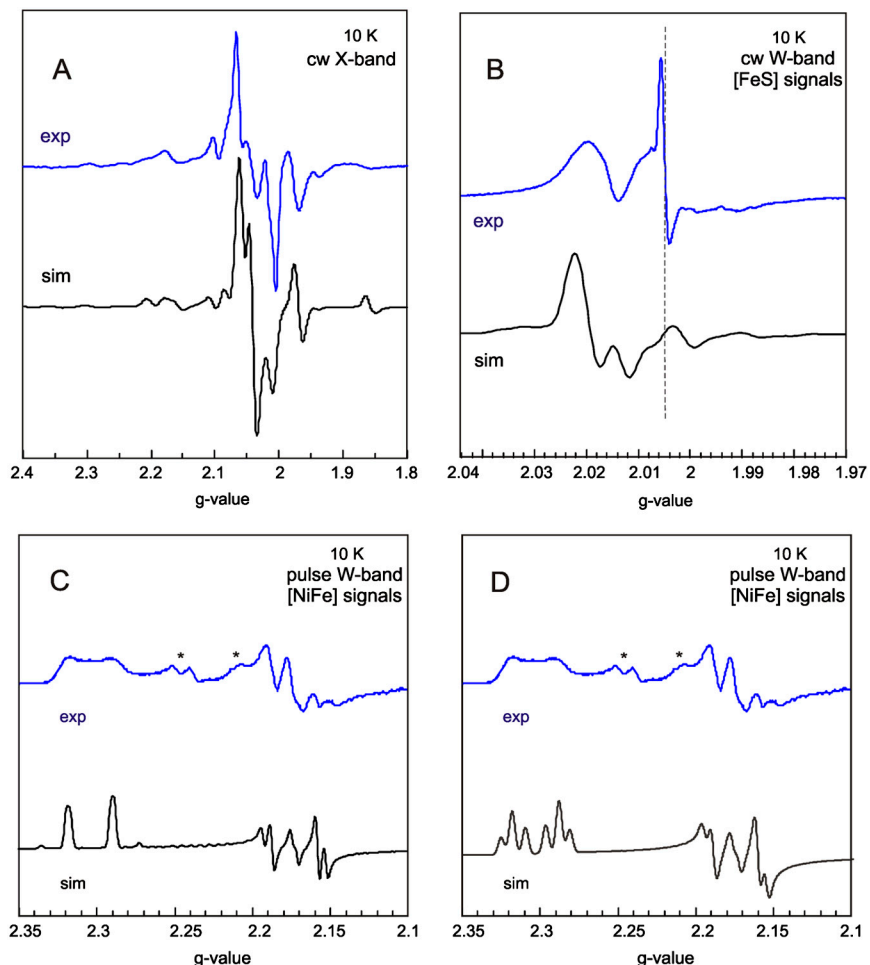 A
10 K
cw X-band
exp
sim
2.4 2.3 2.2 2.1 2 1.9 1.8
g-value
B
10 K
cw W-band
[FeS] signals
exp
sim
2.04 2.03 2.02 2.01 2 1.99 1.98 1.97
g-value
C
10 K
pulse W-band
[NiFe] signals
* *
exp
sim
2.35 2.3 2.25 2.2 2.15 2.1
g-value
D
10 K
pulse W-band
[NiFe] signals
* *
exp
sim
2.35 2.3 2.25 2.2 2.15 2.1
g-value